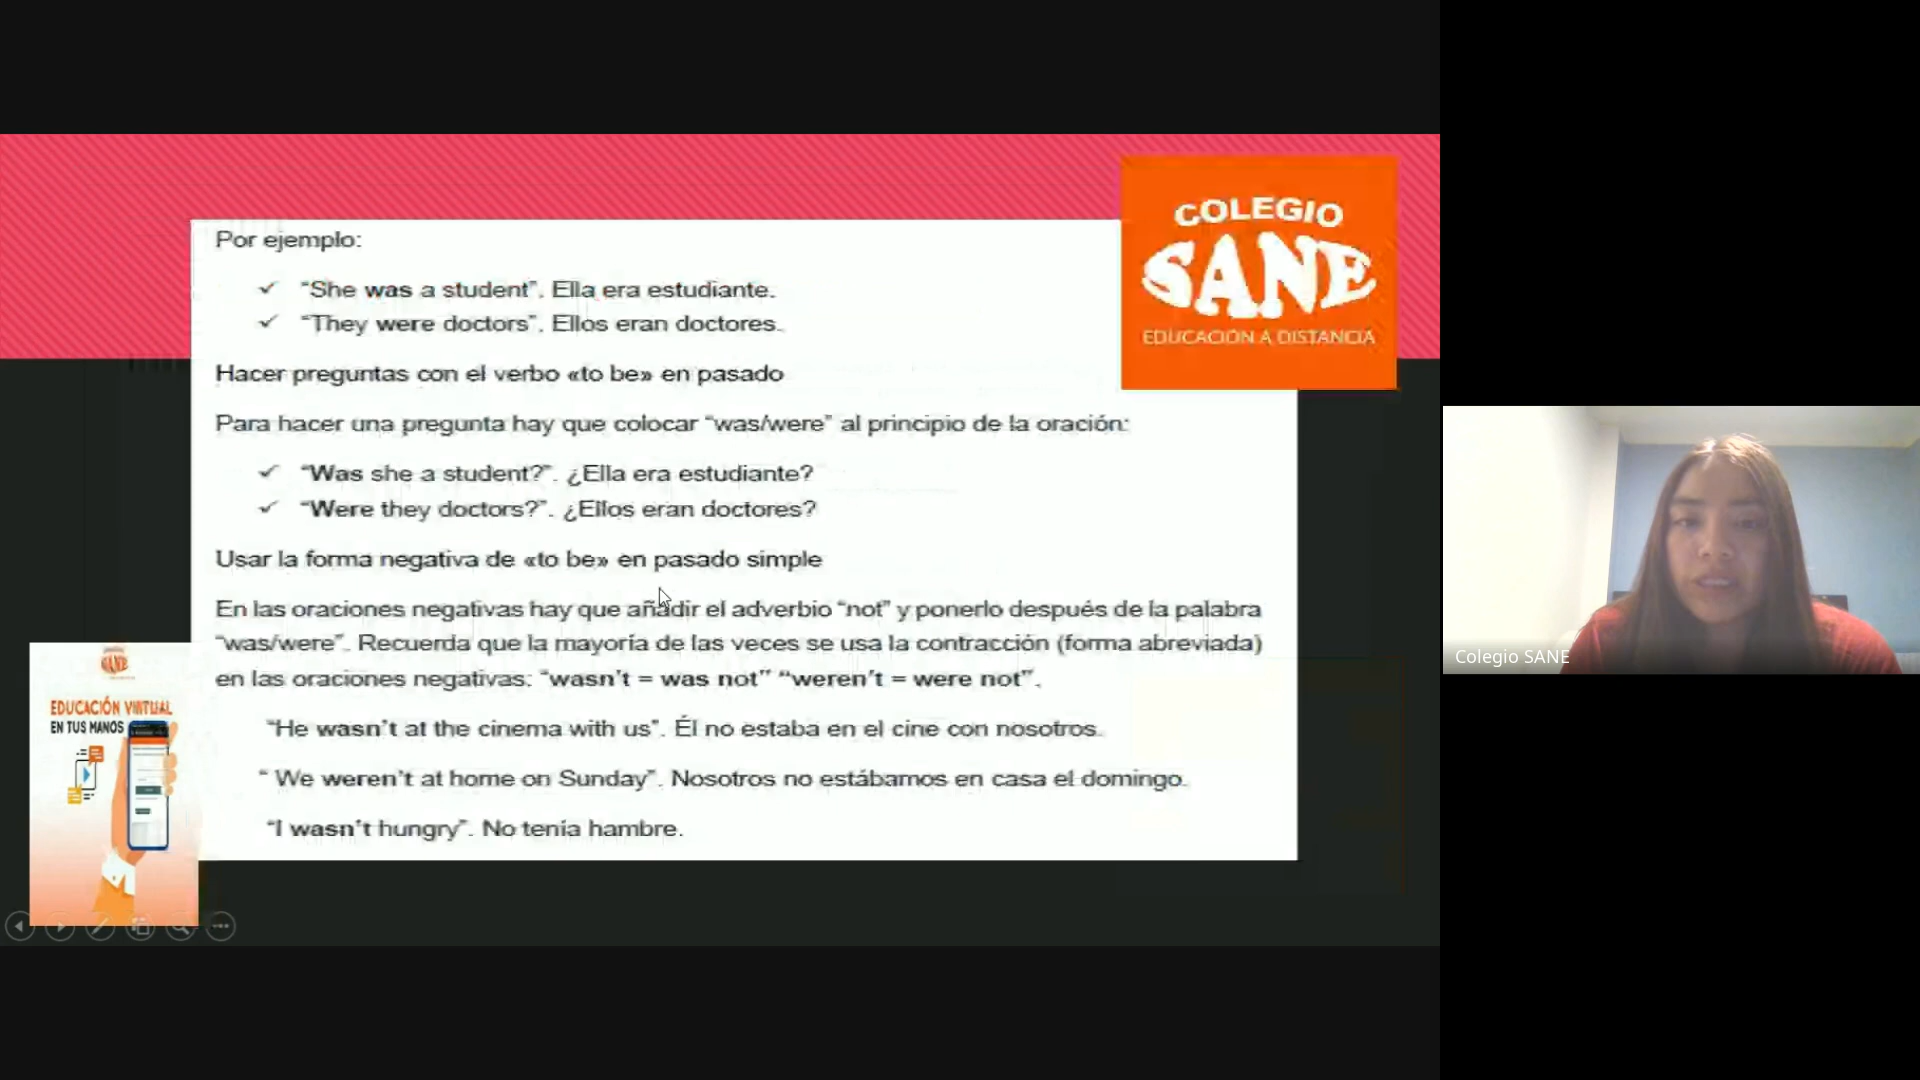 COLEGIO
SANE
EDUCACIÓN A DISTANCIA
Por ejemplo:
✓ “She was a student”. Ella era estudiante.
✓ “They were doctors”. Ellos eran doctores.
Hacer preguntas con el verbo «to be» en pasado
Para hacer una pregunta hay que colocar “was/were” al principio de la oración:
✓ “Was she a student?”. ¿Ella era estudiante?
✓ “Were they doctors?”. ¿Ellos eran doctores?
Usar la forma negativa de «to be» en pasado simple
En las oraciones negativas hay que añadir el adverbio “not” y ponerlo después de la palabra
“was/were”. Recuerda que la mayoría de las veces se usa la contracción (forma abreviada)
en las oraciones negativas: “wasn’t = was not” “weren’t = were not”.
“He wasn’t at the cinema with us”. Él no estaba en el cine con nosotros.
“ We weren’t at home on Sunday”. Nosotros no estábamos en casa el domingo.
“I wasn’t hungry”. No tenía hambre.
SANE
EDUCACIÓN VIRTUAL
EN TUS MANOS
Colegio SANE